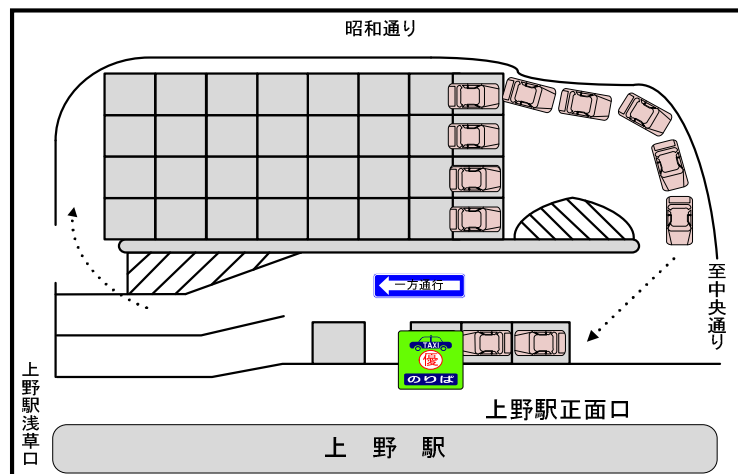 昭和通り
一方通行
至中央通り
TAXI
優
のりば
上野駅浅草口
上野駅正面口
上野駅